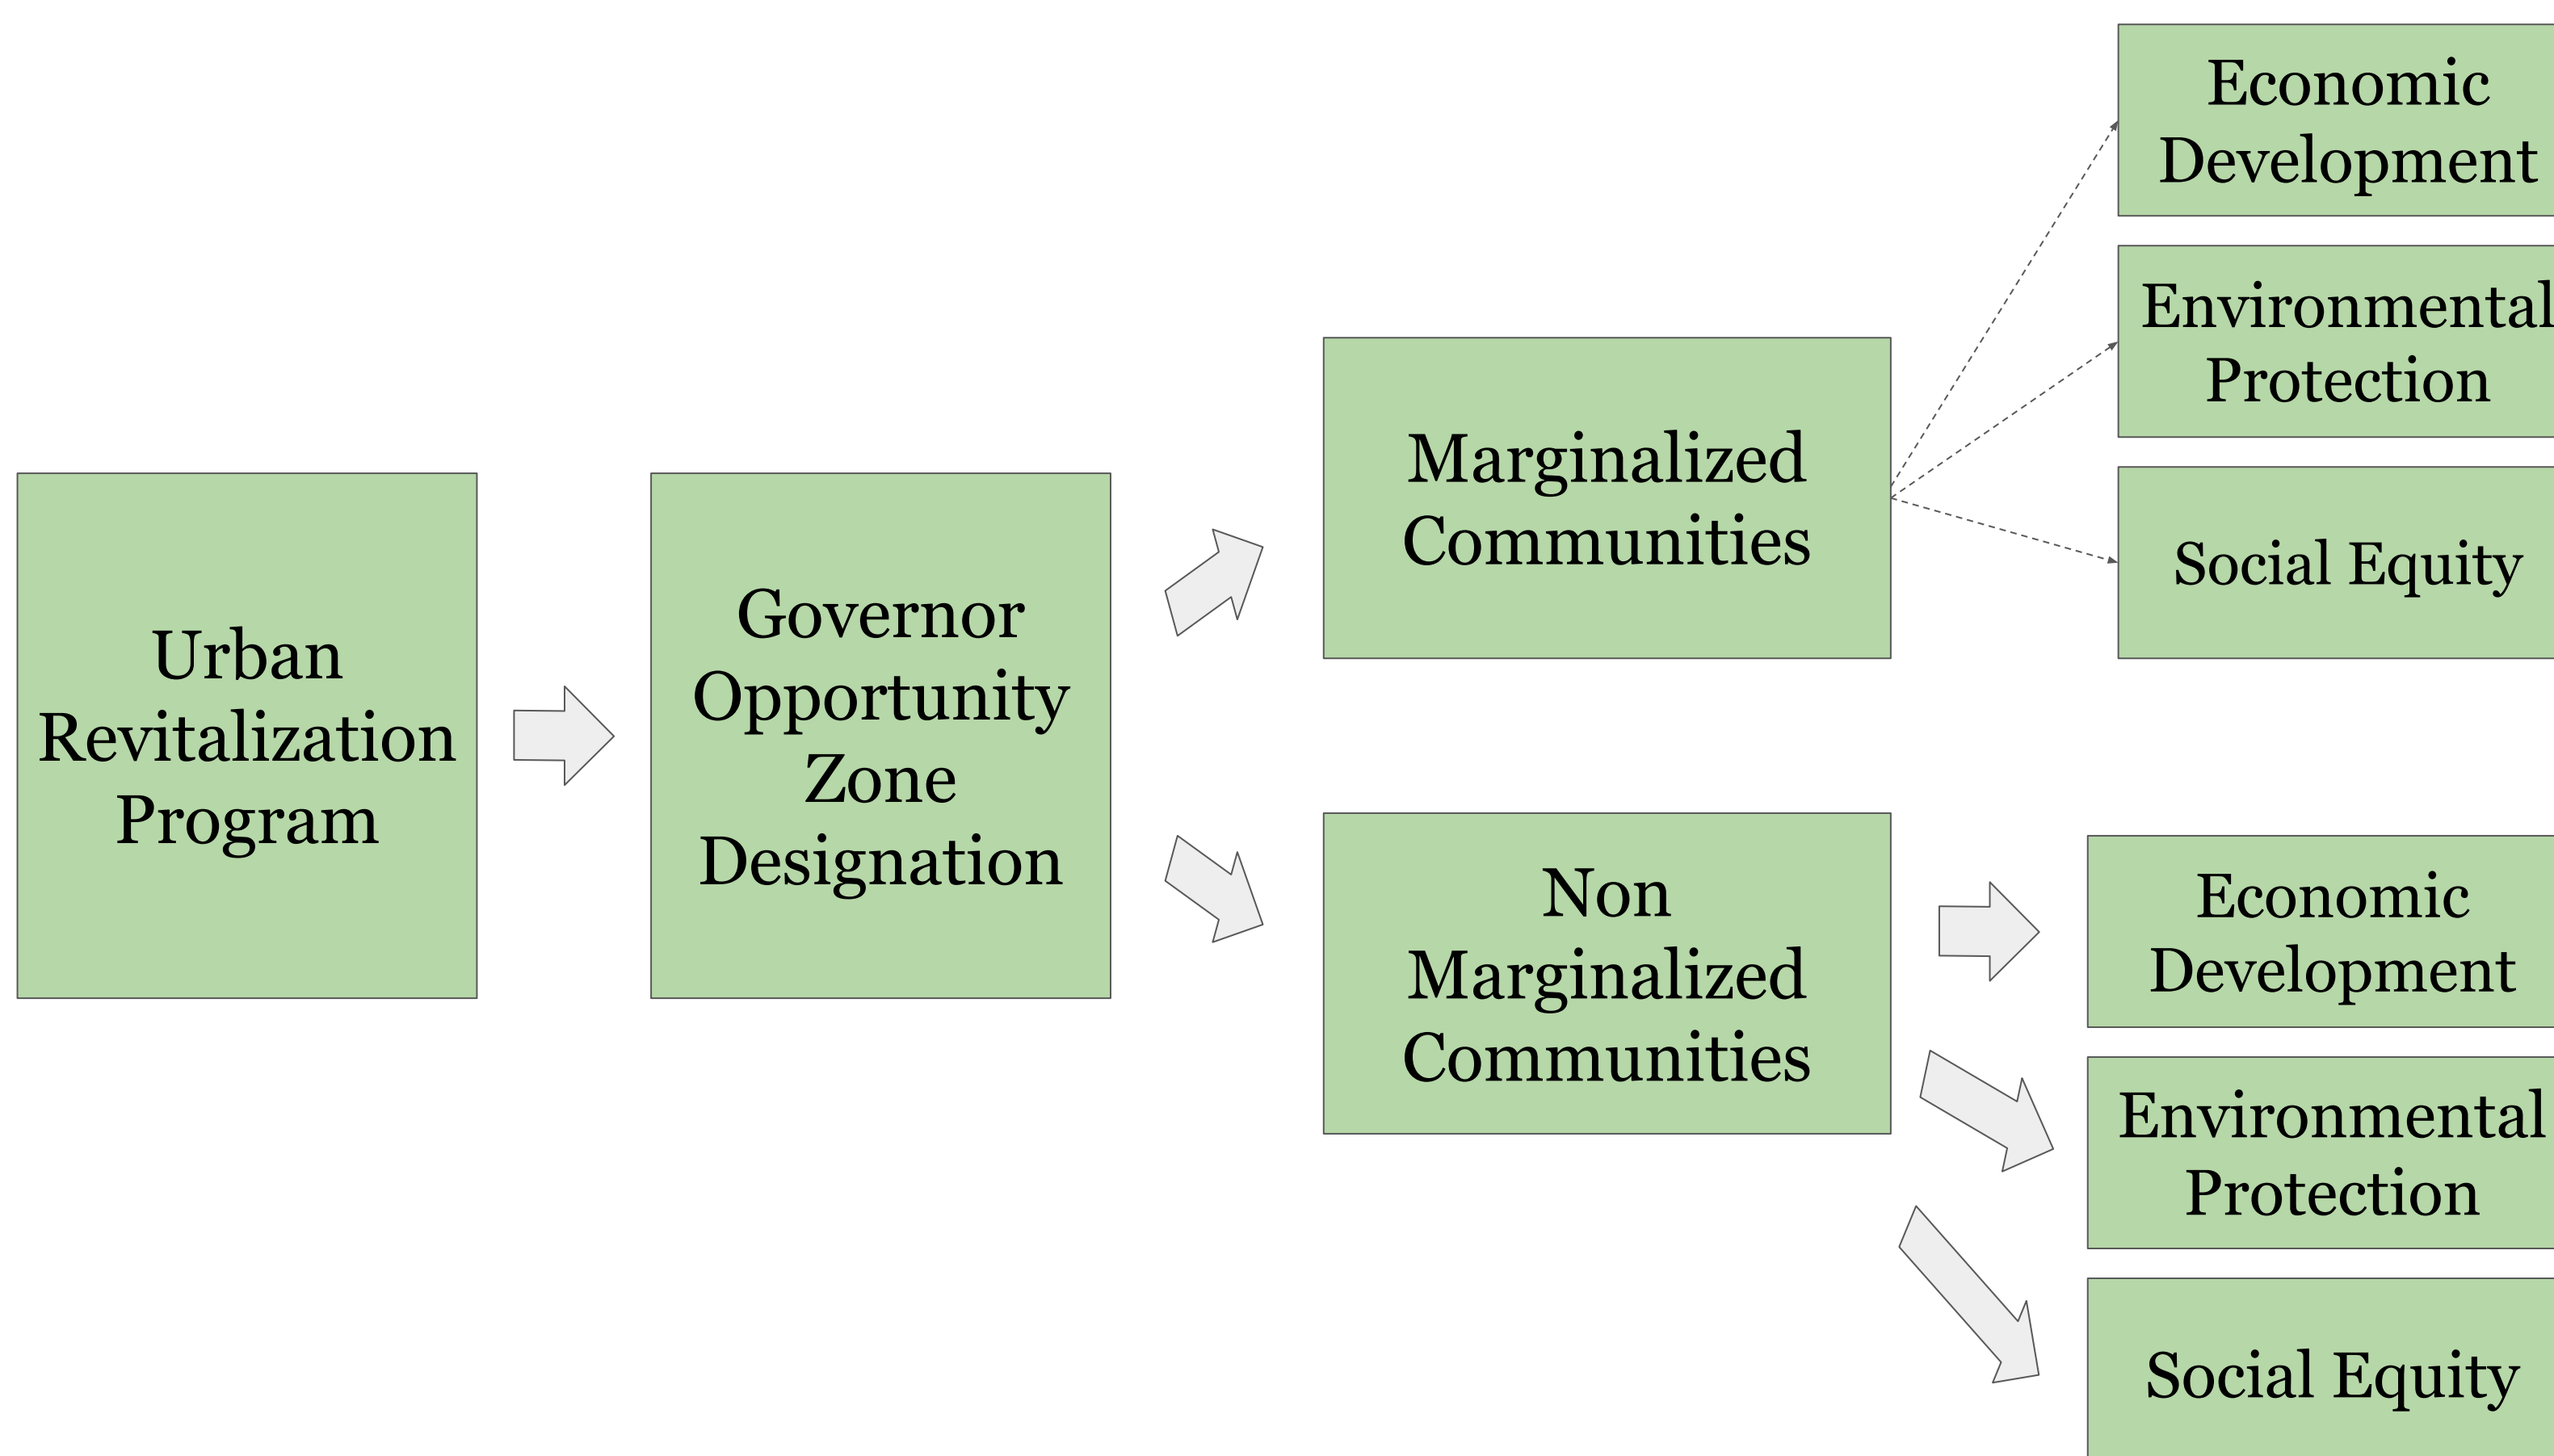 Urban
Revitalization
Program
Governor
Opportunity
Zone
Designation
Marginalized
Communities
Economic
Development
Environmental
Protection
Social Equity
Non
Marginalized
Communities
Economic
Development
Environmental
Protection
Social Equity